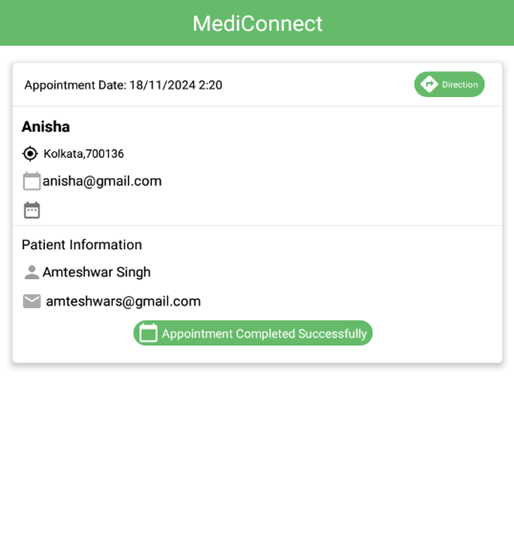 MediConnect
Appointment Date: 18/11/2024 2:20
Direction
Anisha
Kolkata,700136
anisha@gmail.com
Patient Information
Amteshwar Singh
amteshwars@gmail.com
Appointment Completed Successfully